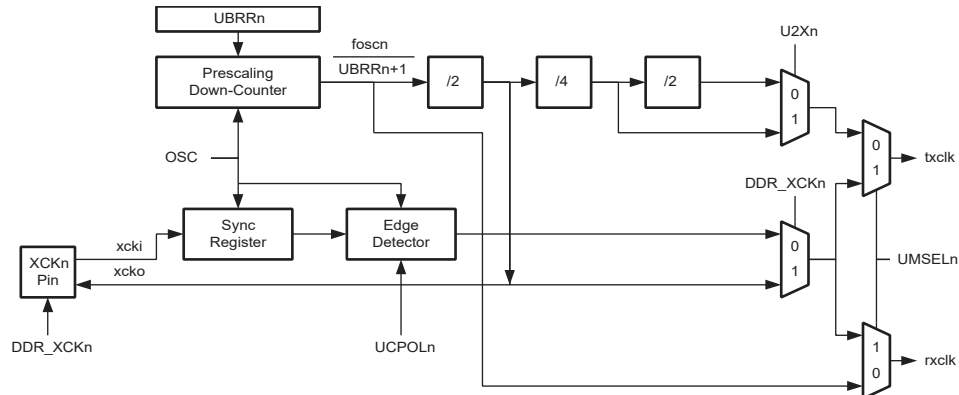 UBRRn
foscn
UBRRn+1
U2Xn
Prescaling
Down-Counter
/2
/4
/2
0
1
OSC
0
1
txclk
DDR_XCKn
Sync
Register
Edge
Detector
xcki
0
1
UMSELn
XCKn
Pin
xcko
DDR_XCKn
UCPOLn
1
0
rxclk